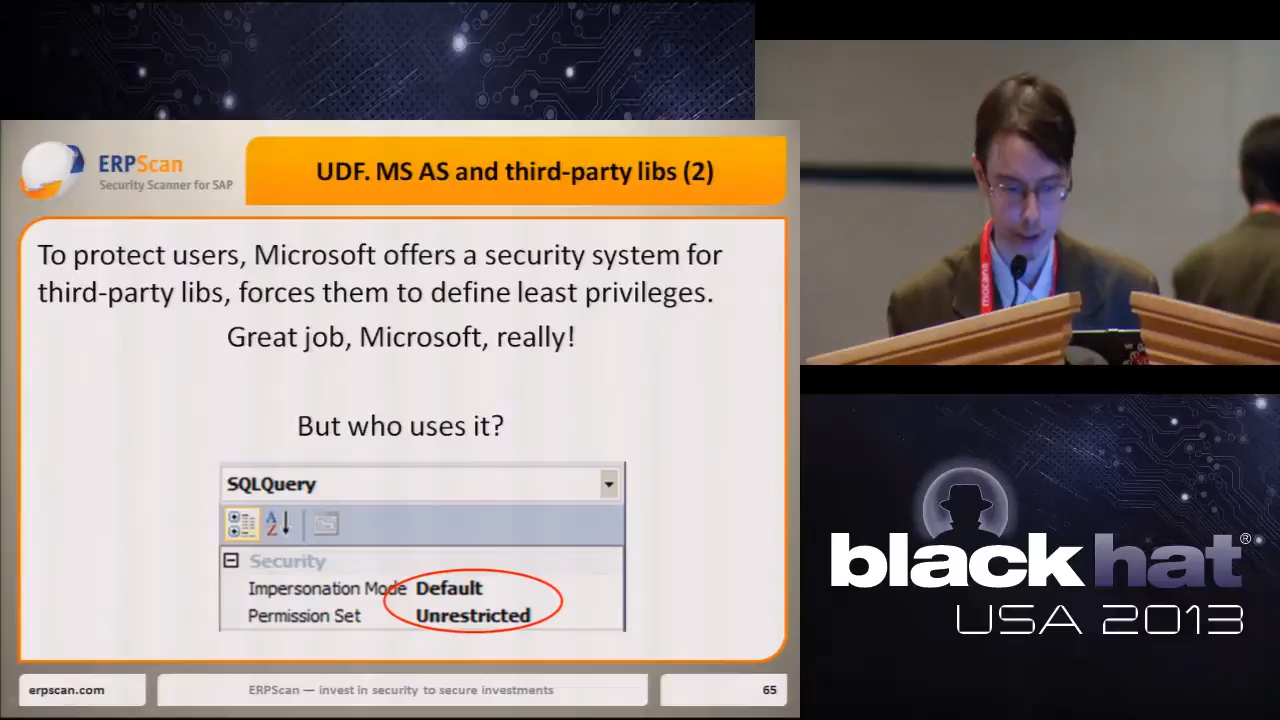 ERPScan
Security Scanner for SAP
UDF. MS AS and third-party libs (2)
To protect users, Microsoft offers a security system for
third-party libs, forces them to define least privileges.
Great job, Microsoft, really!
But who uses it?
SQLQuery
A
Z
Security
Impersonation Mode Default
Permission Set Unrestricted
erpscan.com
ERPScan — invest in security to secure investments
65
mocana
blackhat®
USA 2013